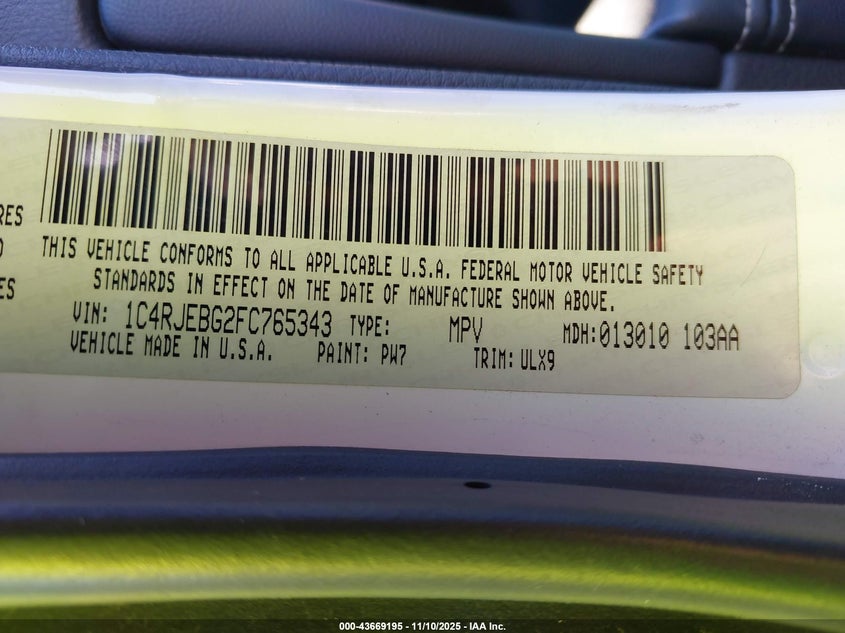 RES
THIS VEHICLE CONFORMS TO ALL APPLICABLE U.S.A. FEDERAL MOTOR VEHICLE SAFETY
STANDARDS IN EFFECT ON THE DATE OF MANUFACTURE SHOWN ABOVE.
ES
VIN: 1C4RJEBG2FC765343 TYPE: MPV MDH:013010 103AA
VEHICLE MADE IN U.S.A. PAINT: PW7 TRIM: ULX9
000-43669195 - 11/10/2025 - IAA Inc.